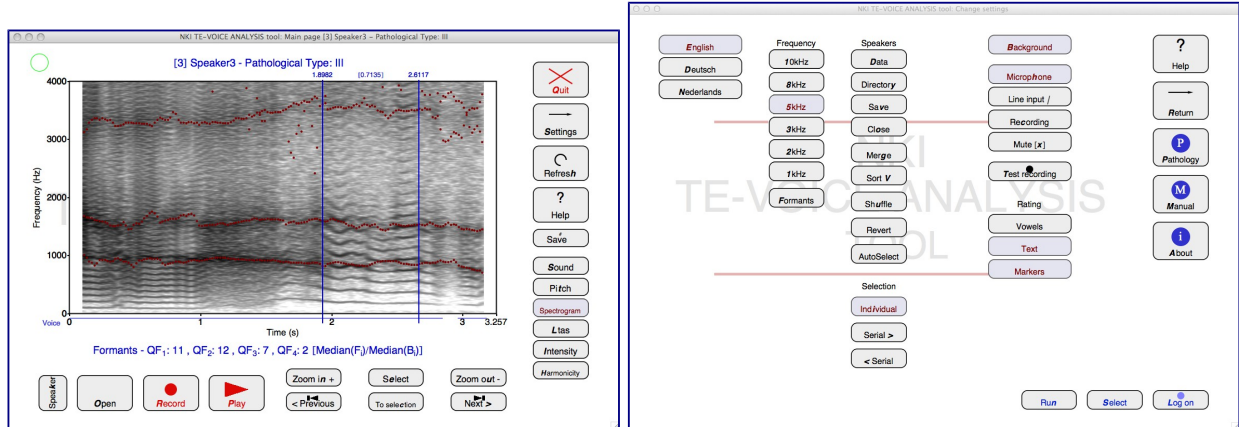 NKI TE-VOICE ANALYSIS tool: Main page [3] Speaker3 - Pathological Type: III
[3] Speaker3 - Pathological Type: III
1.8982 [0.7135] 2.6117
4000
3000
2000
1000
0
Frequency (Hz)
Voice
0 1 2 3 3.257
Time (s)
Formants - QF1: 11 , QF2: 12 , QF3: 7 , QF4: 2 [Median(Fi)/Median(Bi)]
Quit
Settings
Refresh
?
Help
Save
Sound
Pitch
Spectrogram
Ltas
Intensity
Harmonicity
Speaker
Open
Record
Play
Zoom in +
Select
Zoom out -
< Previous
To selection
Next >
NKI TE-VOICE ANALYSIS tool: Change settings
English
Deutsch
Nederlands
Frequency
10kHz
8kHz
5kHz
3kHz
2kHz
1kHz
Formants
Speakers
Data
Directory
Save
Close
Merge
Sort V
Shuffle
Revert
AutoSelect
Selection
Individual
Serial >
< Serial
Background
Microphone
Line input /
Recording
Mute [x]
Test recording
Rating
Vowels
Text
Markers
?
Help
Return
P
Pathology
M
Manual
i
About
NKI
TE-VOICE ANALYSIS
TOOL
Run
Select
Log on